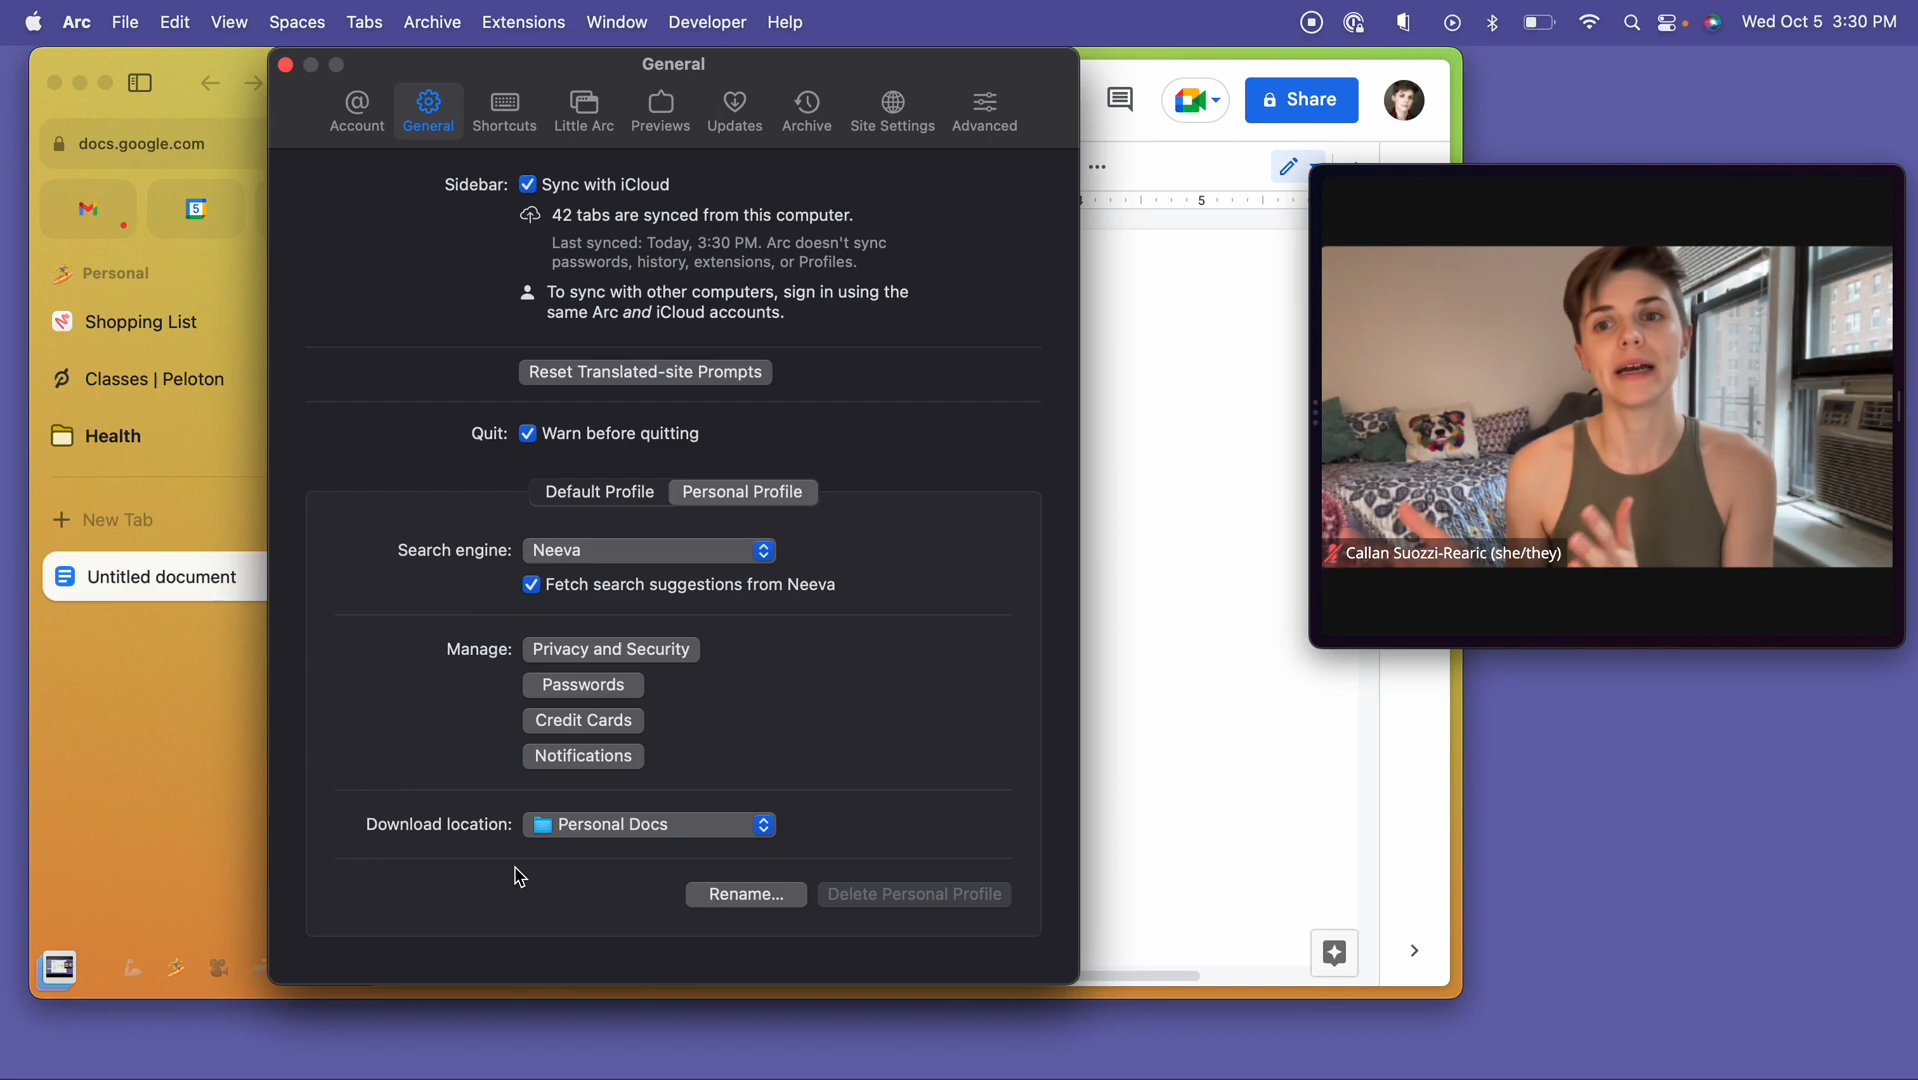 Arc File Edit View Spaces Tabs Archive Extensions Window Developer Help
Wed Oct 5 3:30 PM
General
Account General Shortcuts Little Arc Previews Updates Archive Site Settings Advanced
docs.google.com
5
Personal
Shopping List
Classes | Peloton
Health
New Tab
Untitled document
Sidebar: Sync with iCloud
42 tabs are synced from this computer.
Last synced: Today, 3:30 PM. Arc doesn't sync
passwords, history, extensions, or Profiles.
To sync with other computers, sign in using the
same Arc and iCloud accounts.
Reset Translated-site Prompts
Quit: Warn before quitting
Default Profile Personal Profile
Search engine: Neeva
Fetch search suggestions from Neeva
Manage: Privacy and Security
Passwords
Credit Cards
Notifications
Download location: Personal Docs
Rename... Delete Personal Profile
Share
5
Callan Suozzi-Rearic (she/they)